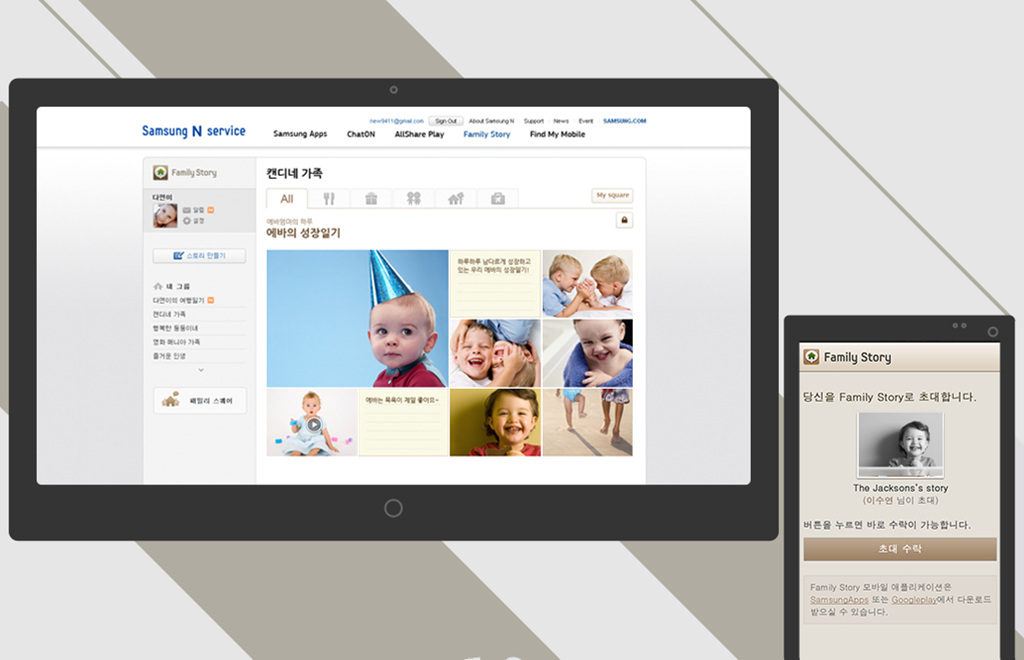 new9411@gmail.com Sign Out About Samsung N Support News Event SAMSUNG.COM
Samsung N service
Samsung Apps ChatON AllShare Play Family Story Find My Mobile
Family Story
다연이
알림 N
설정
스토리 만들기
내 그룹
다연이의 여행일기 N
캔디네 가족
행복한 둥둥이네
영화 매니아 가족
즐거운 인생
패밀리 스퀘어
캔디네 가족
All
My square
에바엄마의 하루
에바의 성장일기
하루하루 남다르게 성장하고
있는 우리 에바의 성장일기!
에바는 목욕이 제일 좋아요~
Family Story
당신을 Family Story로 초대합니다.
The Jacksons's story
(이수연 님이 초대)
버튼을 누르면 바로 수락이 가능합니다.
초대 수락
Family Story 모바일 애플리케이션은
SamsungApps 또는 Googleplay에서 다운로드
받으실 수 있습니다.